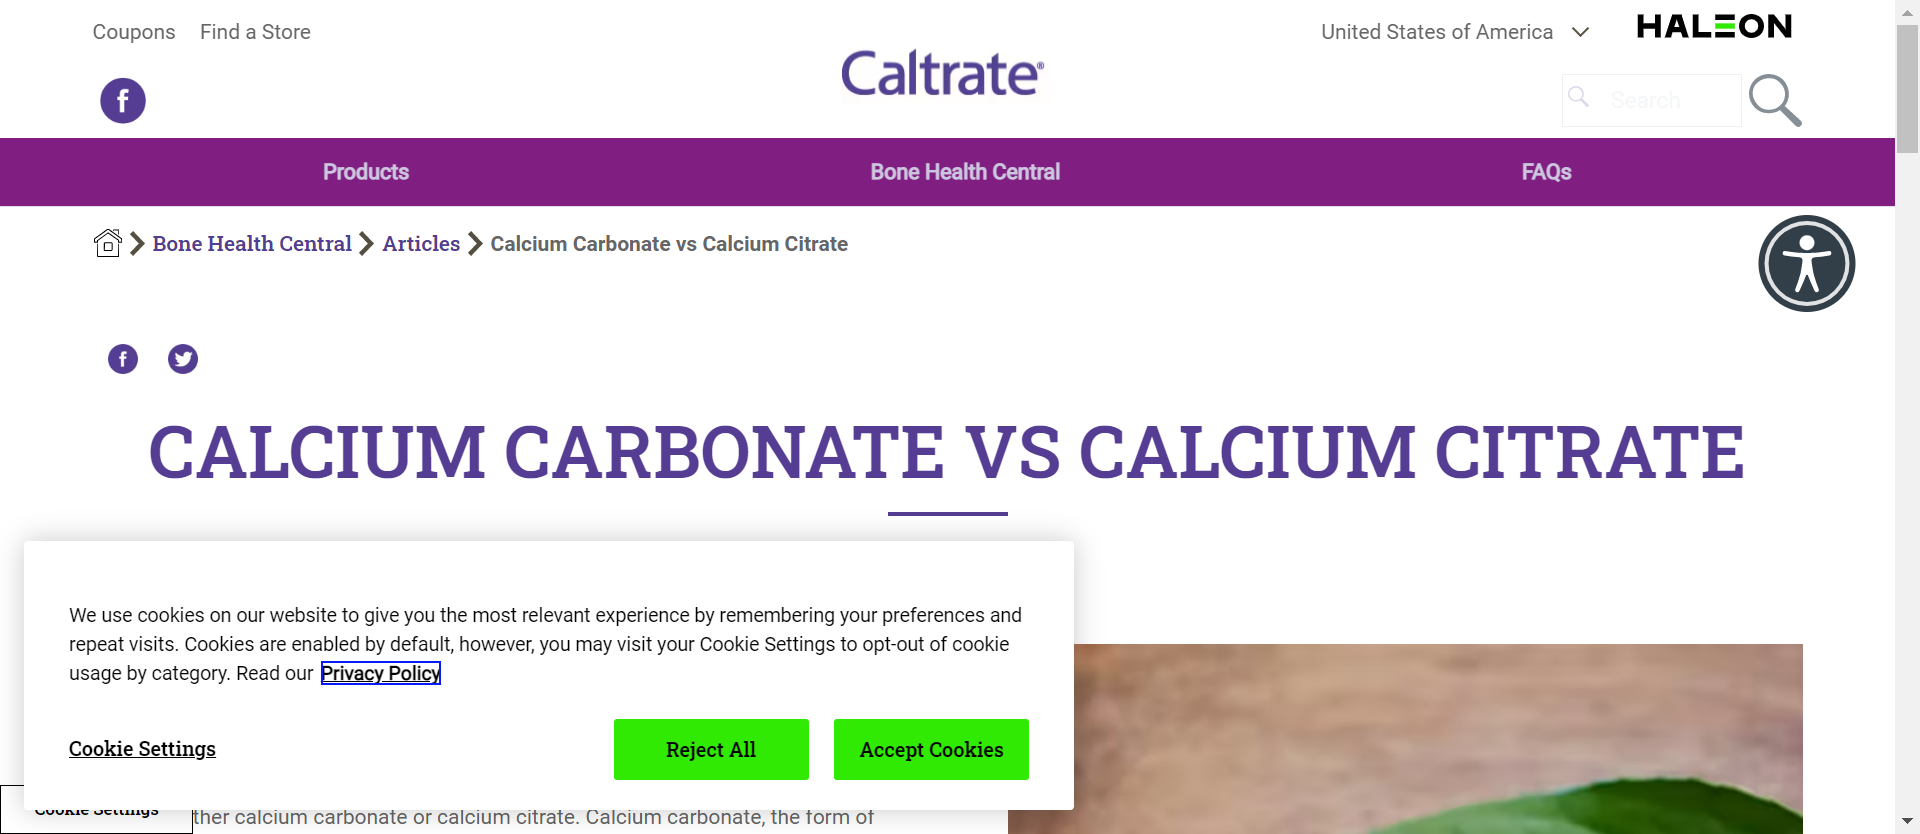 Coupons Find a Store
United States of America
HALEON
Caltrate®
Search
Products Bone Health Central FAQs
Bone Health Central Articles Calcium Carbonate vs Calcium Citrate
CALCIUM CARBONATE VS CALCIUM CITRATE
We use cookies on our website to give you the most relevant experience by remembering your preferences and
repeat visits. Cookies are enabled by default, however, you may visit your Cookie Settings to opt-out of cookie
usage by category. Read our Privacy Policy
Cookie Settings Reject All Accept Cookies
Cookie Settings
ther calcium carbonate or calcium citrate. Calcium carbonate, the form of